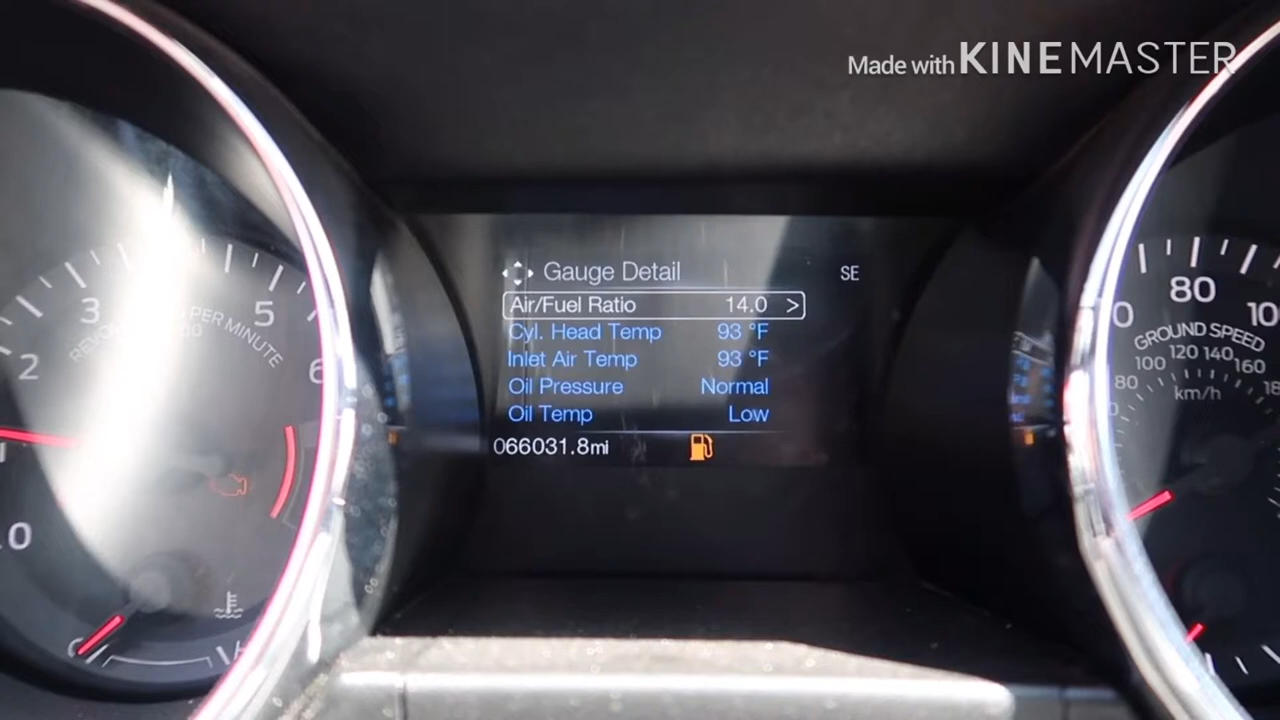 Made with KINEMASTER
Gauge Detail SE
Air/Fuel Ratio 14.0 >
Cyl. Head Temp 93 °F
Inlet Air Temp 93 °F
Oil Pressure Normal
Oil Temp Low
066031.8mi
2 3 5 6
PER MINUTE
0
C
80
GROUND SPEED
80 100 120 140 160
km/h